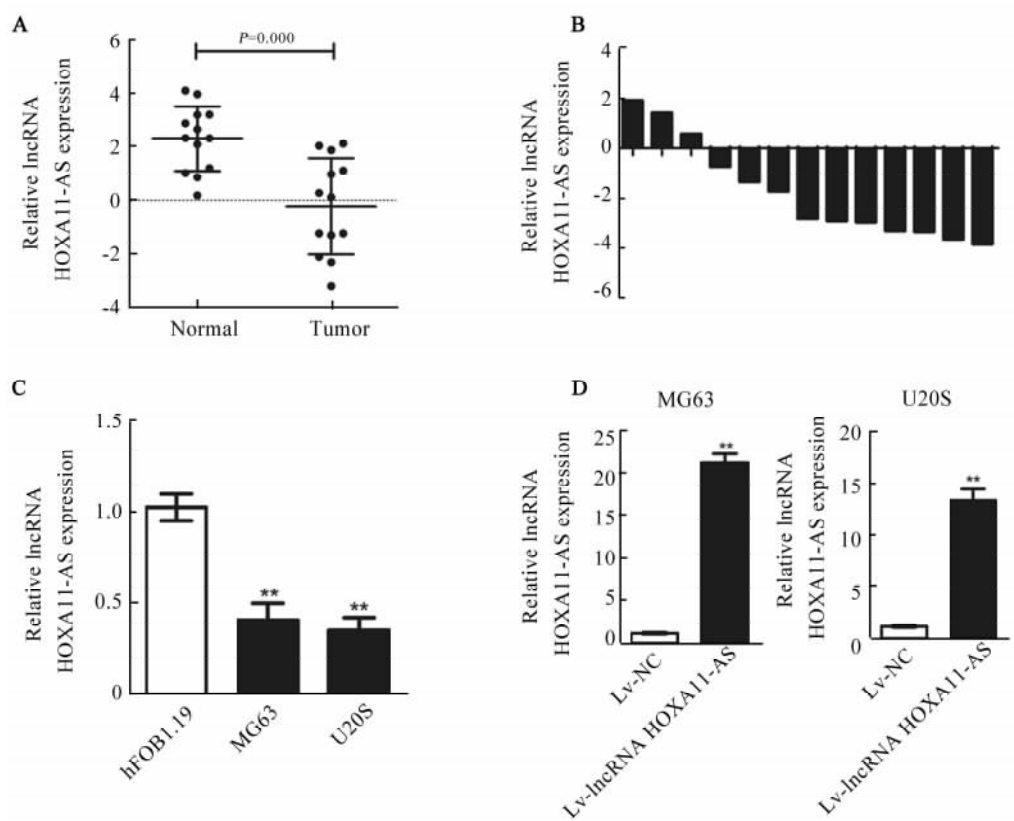 A
Relative lncRNA
HOXA11-AS expression
6
4
2
0
-2
-4
P=0.000
Normal
Tumor
B
Relative lncRNA
HOXA11-AS expression
4
2
0
-2
-4
-6
C
Relative lncRNA
HOXA11-AS expression
1.5
1.0
0.5
0
**
**
hFOB1.19
MG63
U20S
D
MG63
Relative lncRNA
HOXA11-AS expression
25
20
15
10
5
0
**
Lv-NC
Lv-lncRNA HOXA11-AS
U20S
Relative lncRNA
HOXA11-AS expression
20
15
10
5
0
**
Lv-NC
Lv-lncRNA HOXA11-AS